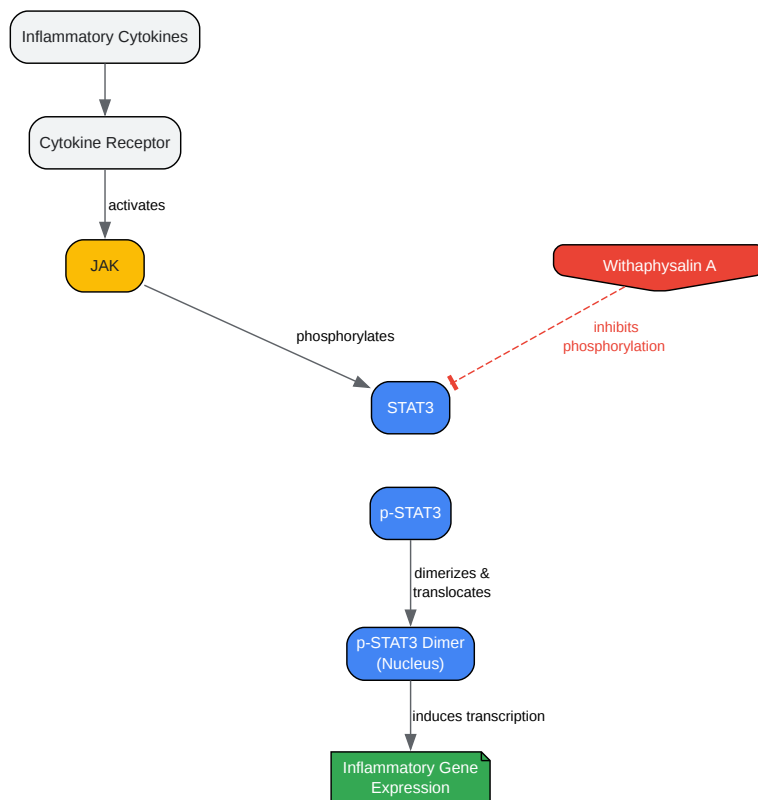 Inflammatory Cytokines
Cytokine Receptor
activates
JAK
Withaphysalin A
inhibits
phosphorylation
phosphorylates
STAT3
p-STAT3
dimerizes &
translocates
p-STAT3 Dimer
(Nucleus)
induces transcription
Inflammatory Gene
Expression